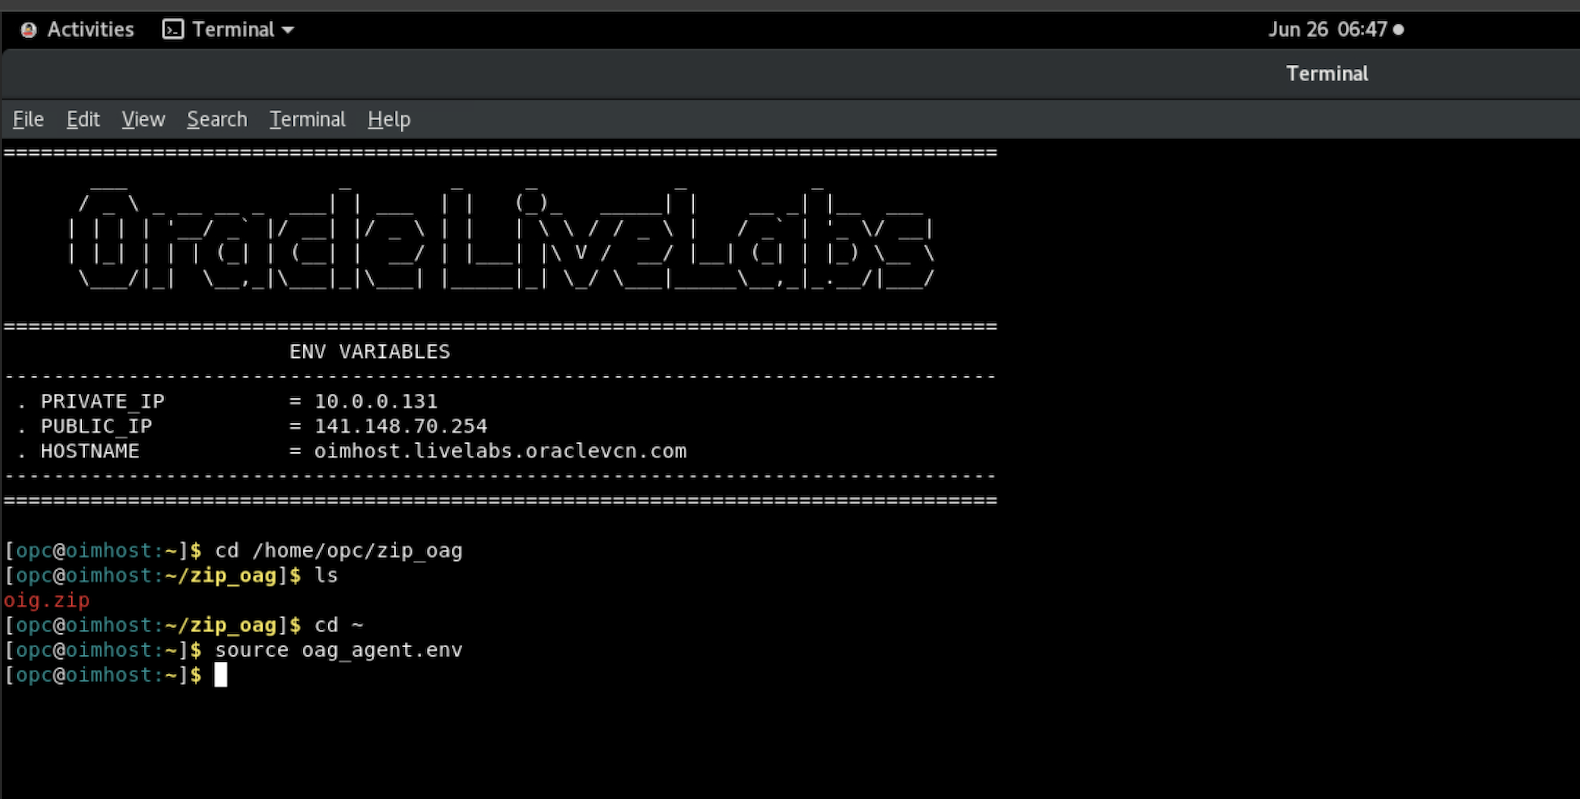 Activities Terminal Jun 26 06:47
Terminal
File Edit View Search Terminal Help
================================================================================
Oracle LiveLabs
================================================================================
ENV VARIABLES
--------------------------------------------------------------------------------
. PRIVATE_IP = 10.0.0.131
. PUBLIC_IP = 141.148.70.254
. HOSTNAME = oimhost.livelabs.oraclevcn.com
--------------------------------------------------------------------------------
================================================================================
[opc@oimhost:~]$ cd /home/opc/zip_oag
[opc@oimhost:~/zip_oag]$ ls
oig.zip
[opc@oimhost:~/zip_oag]$ cd ~
[opc@oimhost:~]$ source oag_agent.env
[opc@oimhost:~]$